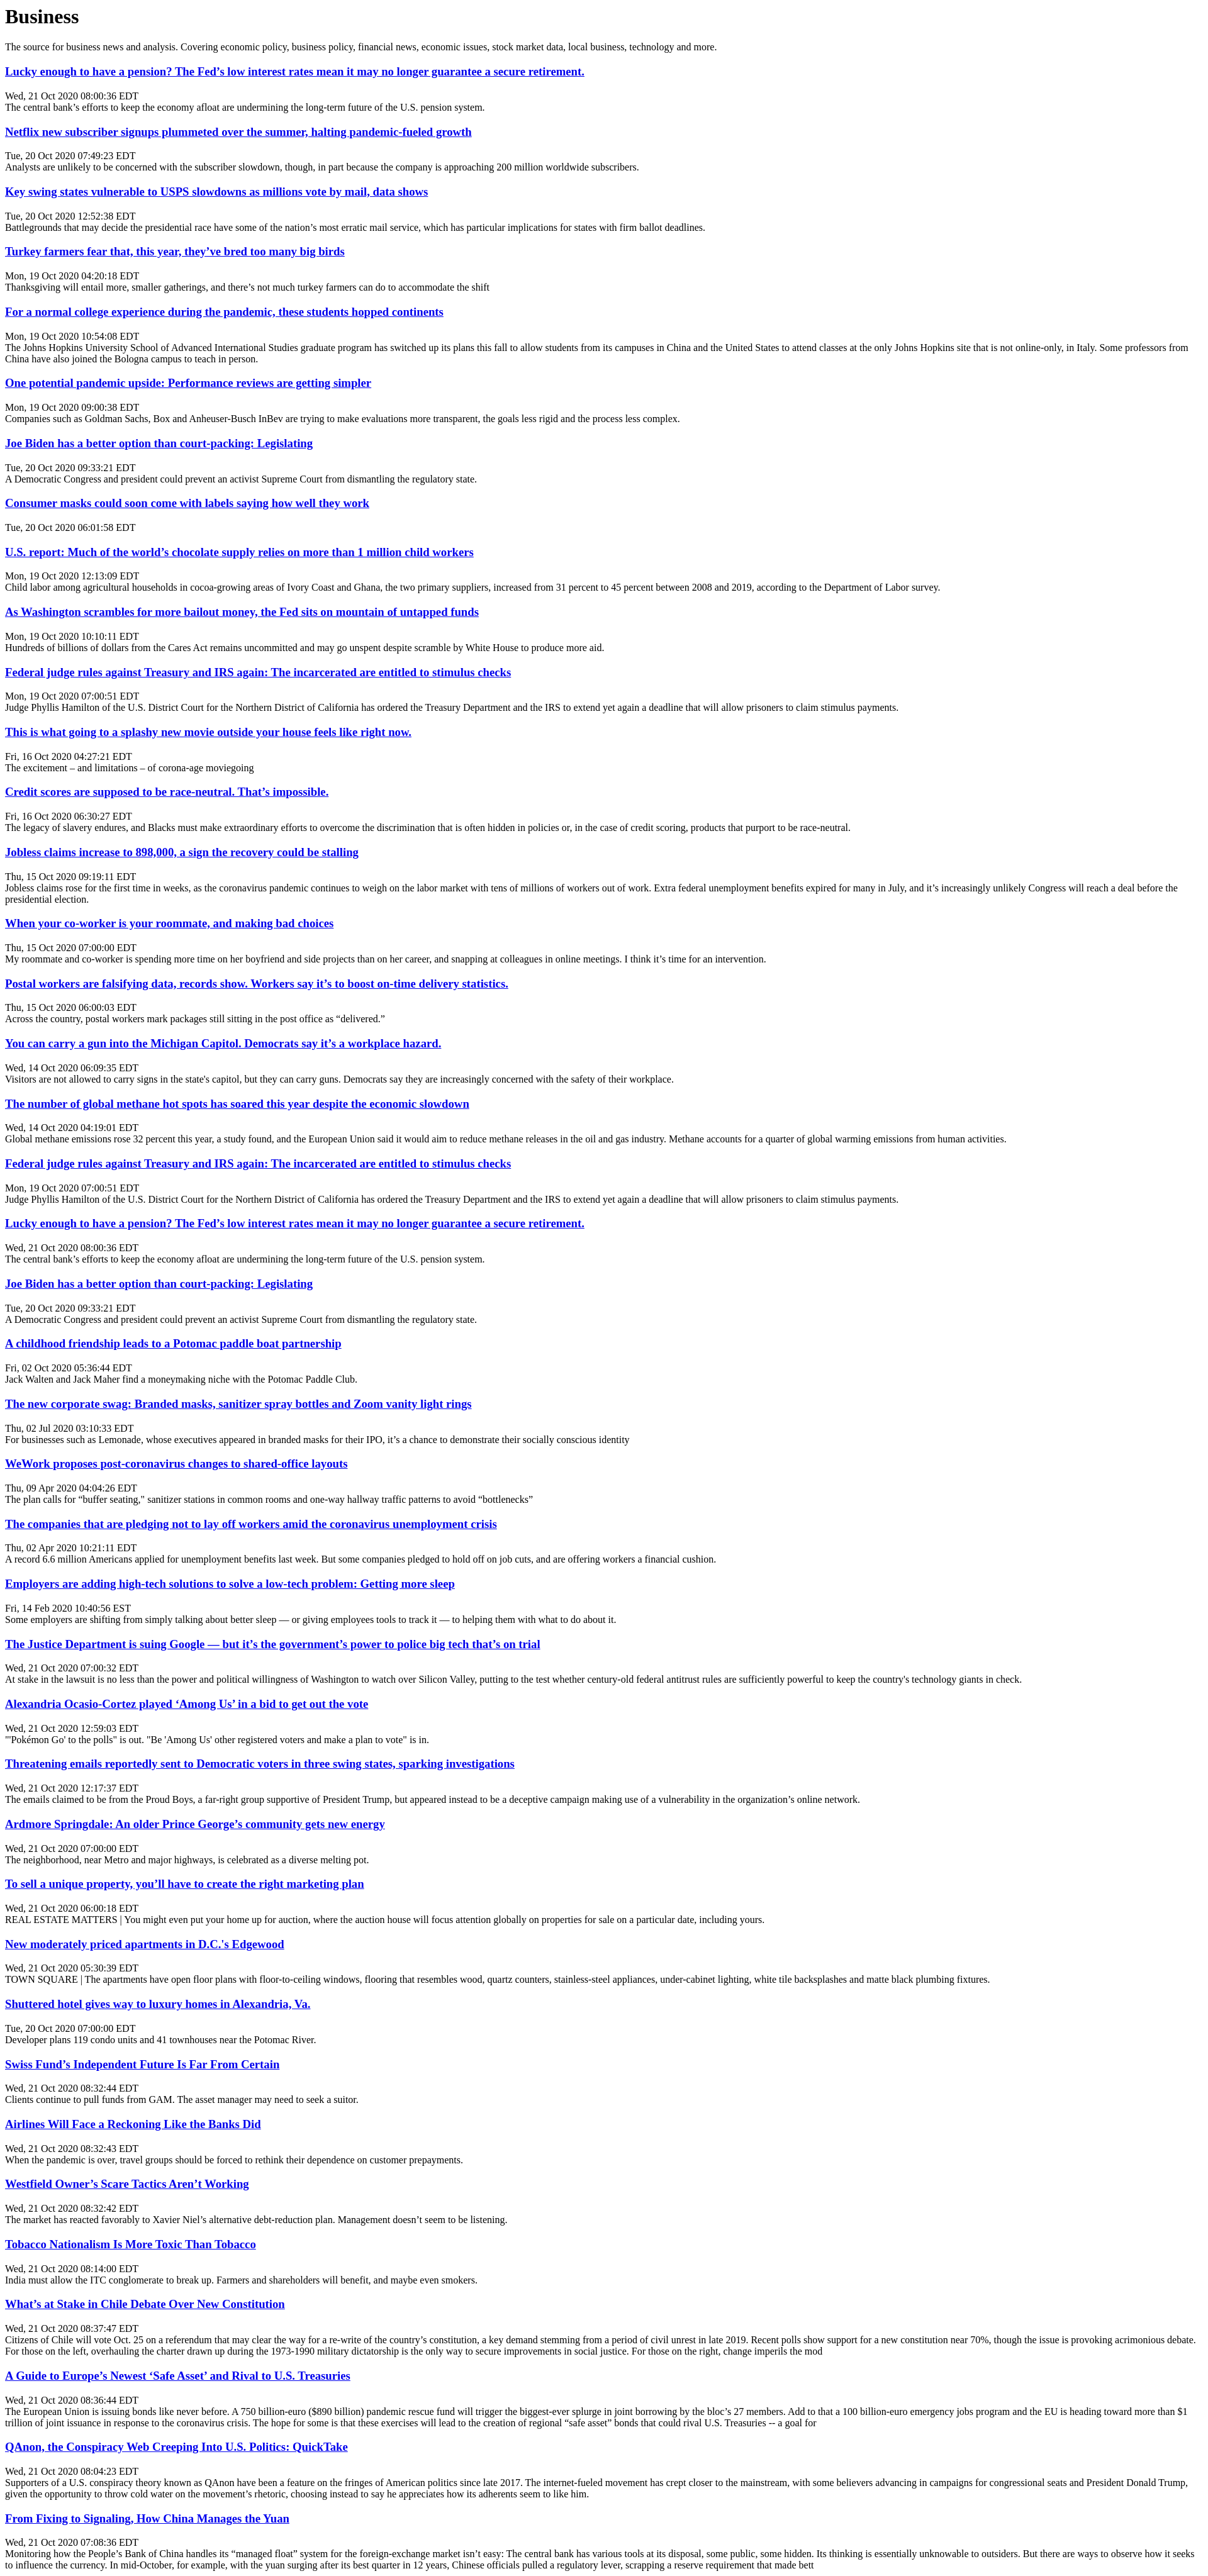 Business
The source for business news and analysis. Covering economic policy, business policy, financial news, economic issues, stock market data, local business, technology and more.
Lucky enough to have a pension? The Fed’s low interest rates mean it may no longer guarantee a secure retirement.
Wed, 21 Oct 2020 08:00:36 EDT
The central bank’s efforts to keep the economy afloat are undermining the long-term future of the U.S. pension system.
Netflix new subscriber signups plummeted over the summer, halting pandemic-fueled growth
Tue, 20 Oct 2020 07:49:23 EDT
Analysts are unlikely to be concerned with the subscriber slowdown, though, in part because the company is approaching 200 million worldwide subscribers.
Key swing states vulnerable to USPS slowdowns as millions vote by mail, data shows
Tue, 20 Oct 2020 12:52:38 EDT
Battlegrounds that may decide the presidential race have some of the nation’s most erratic mail service, which has particular implications for states with firm ballot deadlines.
Turkey farmers fear that, this year, they’ve bred too many big birds
Mon, 19 Oct 2020 04:20:18 EDT
Thanksgiving will entail more, smaller gatherings, and there’s not much turkey farmers can do to accommodate the shift
For a normal college experience during the pandemic, these students hopped continents
Mon, 19 Oct 2020 10:54:08 EDT
The Johns Hopkins University School of Advanced International Studies graduate program has switched up its plans this fall to allow students from its campuses in China and the United States to attend classes at the only Johns Hopkins site that is not online-only, in Italy. Some professors from
China have also joined the Bologna campus to teach in person.
One potential pandemic upside: Performance reviews are getting simpler
Mon, 19 Oct 2020 09:00:38 EDT
Companies such as Goldman Sachs, Box and Anheuser-Busch InBev are trying to make evaluations more transparent, the goals less rigid and the process less complex.
Joe Biden has a better option than court-packing: Legislating
Tue, 20 Oct 2020 09:33:21 EDT
A Democratic Congress and president could prevent an activist Supreme Court from dismantling the regulatory state.
Consumer masks could soon come with labels saying how well they work
Tue, 20 Oct 2020 06:01:58 EDT
U.S. report: Much of the world’s chocolate supply relies on more than 1 million child workers
Mon, 19 Oct 2020 12:13:09 EDT
Child labor among agricultural households in cocoa-growing areas of Ivory Coast and Ghana, the two primary suppliers, increased from 31 percent to 45 percent between 2008 and 2019, according to the Department of Labor survey.
As Washington scrambles for more bailout money, the Fed sits on mountain of untapped funds
Mon, 19 Oct 2020 10:10:11 EDT
Hundreds of billions of dollars from the Cares Act remains uncommitted and may go unspent despite scramble by White House to produce more aid.
Federal judge rules against Treasury and IRS again: The incarcerated are entitled to stimulus checks
Mon, 19 Oct 2020 07:00:51 EDT
Judge Phyllis Hamilton of the U.S. District Court for the Northern District of California has ordered the Treasury Department and the IRS to extend yet again a deadline that will allow prisoners to claim stimulus payments.
This is what going to a splashy new movie outside your house feels like right now.
Fri, 16 Oct 2020 04:27:21 EDT
The excitement – and limitations – of corona-age moviegoing
Credit scores are supposed to be race-neutral. That’s impossible.
Fri, 16 Oct 2020 06:30:27 EDT
The legacy of slavery endures, and Blacks must make extraordinary efforts to overcome the discrimination that is often hidden in policies or, in the case of credit scoring, products that purport to be race-neutral.
Jobless claims increase to 898,000, a sign the recovery could be stalling
Thu, 15 Oct 2020 09:19:11 EDT
Jobless claims rose for the first time in weeks, as the coronavirus pandemic continues to weigh on the labor market with tens of millions of workers out of work. Extra federal unemployment benefits expired for many in July, and it’s increasingly unlikely Congress will reach a deal before the
presidential election.
When your co-worker is your roommate, and making bad choices
Thu, 15 Oct 2020 07:00:00 EDT
My roommate and co-worker is spending more time on her boyfriend and side projects than on her career, and snapping at colleagues in online meetings. I think it’s time for an intervention.
Postal workers are falsifying data, records show. Workers say it’s to boost on-time delivery statistics.
Thu, 15 Oct 2020 06:00:03 EDT
Across the country, postal workers mark packages still sitting in the post office as “delivered.”
You can carry a gun into the Michigan Capitol. Democrats say it’s a workplace hazard.
Wed, 14 Oct 2020 06:09:35 EDT
Visitors are not allowed to carry signs in the state's capitol, but they can carry guns. Democrats say they are increasingly concerned with the safety of their workplace.
The number of global methane hot spots has soared this year despite the economic slowdown
Wed, 14 Oct 2020 04:19:01 EDT
Global methane emissions rose 32 percent this year, a study found, and the European Union said it would aim to reduce methane releases in the oil and gas industry. Methane accounts for a quarter of global warming emissions from human activities.
Federal judge rules against Treasury and IRS again: The incarcerated are entitled to stimulus checks
Mon, 19 Oct 2020 07:00:51 EDT
Judge Phyllis Hamilton of the U.S. District Court for the Northern District of California has ordered the Treasury Department and the IRS to extend yet again a deadline that will allow prisoners to claim stimulus payments.
Lucky enough to have a pension? The Fed’s low interest rates mean it may no longer guarantee a secure retirement.
Wed, 21 Oct 2020 08:00:36 EDT
The central bank’s efforts to keep the economy afloat are undermining the long-term future of the U.S. pension system.
Joe Biden has a better option than court-packing: Legislating
Tue, 20 Oct 2020 09:33:21 EDT
A Democratic Congress and president could prevent an activist Supreme Court from dismantling the regulatory state.
A childhood friendship leads to a Potomac paddle boat partnership
Fri, 02 Oct 2020 05:36:44 EDT
Jack Walten and Jack Maher find a moneymaking niche with the Potomac Paddle Club.
The new corporate swag: Branded masks, sanitizer spray bottles and Zoom vanity light rings
Thu, 02 Jul 2020 03:10:33 EDT
For businesses such as Lemonade, whose executives appeared in branded masks for their IPO, it’s a chance to demonstrate their socially conscious identity
WeWork proposes post-coronavirus changes to shared-office layouts
Thu, 09 Apr 2020 04:04:26 EDT
The plan calls for “buffer seating," sanitizer stations in common rooms and one-way hallway traffic patterns to avoid “bottlenecks”
The companies that are pledging not to lay off workers amid the coronavirus unemployment crisis
Thu, 02 Apr 2020 10:21:11 EDT
A record 6.6 million Americans applied for unemployment benefits last week. But some companies pledged to hold off on job cuts, and are offering workers a financial cushion.
Employers are adding high-tech solutions to solve a low-tech problem: Getting more sleep
Fri, 14 Feb 2020 10:40:56 EST
Some employers are shifting from simply talking about better sleep — or giving employees tools to track it — to helping them with what to do about it.
The Justice Department is suing Google — but it’s the government’s power to police big tech that’s on trial
Wed, 21 Oct 2020 07:00:32 EDT
At stake in the lawsuit is no less than the power and political willingness of Washington to watch over Silicon Valley, putting to the test whether century-old federal antitrust rules are sufficiently powerful to keep the country's technology giants in check.
Alexandria Ocasio-Cortez played ‘Among Us’ in a bid to get out the vote
Wed, 21 Oct 2020 12:59:03 EDT
"'Pokémon Go' to the polls" is out. "Be 'Among Us' other registered voters and make a plan to vote" is in.
Threatening emails reportedly sent to Democratic voters in three swing states, sparking investigations
Wed, 21 Oct 2020 12:17:37 EDT
The emails claimed to be from the Proud Boys, a far-right group supportive of President Trump, but appeared instead to be a deceptive campaign making use of a vulnerability in the organization’s online network.
Ardmore Springdale: An older Prince George’s community gets new energy
Wed, 21 Oct 2020 07:00:00 EDT
The neighborhood, near Metro and major highways, is celebrated as a diverse melting pot.
To sell a unique property, you’ll have to create the right marketing plan
Wed, 21 Oct 2020 06:00:18 EDT
REAL ESTATE MATTERS | You might even put your home up for auction, where the auction house will focus attention globally on properties for sale on a particular date, including yours.
New moderately priced apartments in D.C.'s Edgewood
Wed, 21 Oct 2020 05:30:39 EDT
TOWN SQUARE | The apartments have open floor plans with floor-to-ceiling windows, flooring that resembles wood, quartz counters, stainless-steel appliances, under-cabinet lighting, white tile backsplashes and matte black plumbing fixtures.
Shuttered hotel gives way to luxury homes in Alexandria, Va.
Tue, 20 Oct 2020 07:00:00 EDT
Developer plans 119 condo units and 41 townhouses near the Potomac River.
Swiss Fund’s Independent Future Is Far From Certain
Wed, 21 Oct 2020 08:32:44 EDT
Clients continue to pull funds from GAM. The asset manager may need to seek a suitor.
Airlines Will Face a Reckoning Like the Banks Did
Wed, 21 Oct 2020 08:32:43 EDT
When the pandemic is over, travel groups should be forced to rethink their dependence on customer prepayments.
Westfield Owner’s Scare Tactics Aren’t Working
Wed, 21 Oct 2020 08:32:42 EDT
The market has reacted favorably to Xavier Niel’s alternative debt-reduction plan. Management doesn’t seem to be listening.
Tobacco Nationalism Is More Toxic Than Tobacco
Wed, 21 Oct 2020 08:14:00 EDT
India must allow the ITC conglomerate to break up. Farmers and shareholders will benefit, and maybe even smokers.
What’s at Stake in Chile Debate Over New Constitution
Wed, 21 Oct 2020 08:37:47 EDT
Citizens of Chile will vote Oct. 25 on a referendum that may clear the way for a re-write of the country’s constitution, a key demand stemming from a period of civil unrest in late 2019. Recent polls show support for a new constitution near 70%, though the issue is provoking acrimonious debate.
For those on the left, overhauling the charter drawn up during the 1973-1990 military dictatorship is the only way to secure improvements in social justice. For those on the right, change imperils the mod
A Guide to Europe’s Newest ‘Safe Asset’ and Rival to U.S. Treasuries
Wed, 21 Oct 2020 08:36:44 EDT
The European Union is issuing bonds like never before. A 750 billion-euro ($890 billion) pandemic rescue fund will trigger the biggest-ever splurge in joint borrowing by the bloc’s 27 members. Add to that a 100 billion-euro emergency jobs program and the EU is heading toward more than $1
trillion of joint issuance in response to the coronavirus crisis. The hope for some is that these exercises will lead to the creation of regional “safe asset” bonds that could rival U.S. Treasuries -- a goal for
QAnon, the Conspiracy Web Creeping Into U.S. Politics: QuickTake
Wed, 21 Oct 2020 08:04:23 EDT
Supporters of a U.S. conspiracy theory known as QAnon have been a feature on the fringes of American politics since late 2017. The internet-fueled movement has crept closer to the mainstream, with some believers advancing in campaigns for congressional seats and President Donald Trump,
given the opportunity to throw cold water on the movement’s rhetoric, choosing instead to say he appreciates how its adherents seem to like him.
From Fixing to Signaling, How China Manages the Yuan
Wed, 21 Oct 2020 07:08:36 EDT
Monitoring how the People’s Bank of China handles its “managed float” system for the foreign-exchange market isn’t easy: The central bank has various tools at its disposal, some public, some hidden. Its thinking is essentially unknowable to outsiders. But there are ways to observe how it seeks
to influence the currency. In mid-October, for example, with the yuan surging after its best quarter in 12 years, Chinese officials pulled a regulatory lever, scrapping a reserve requirement that made bett